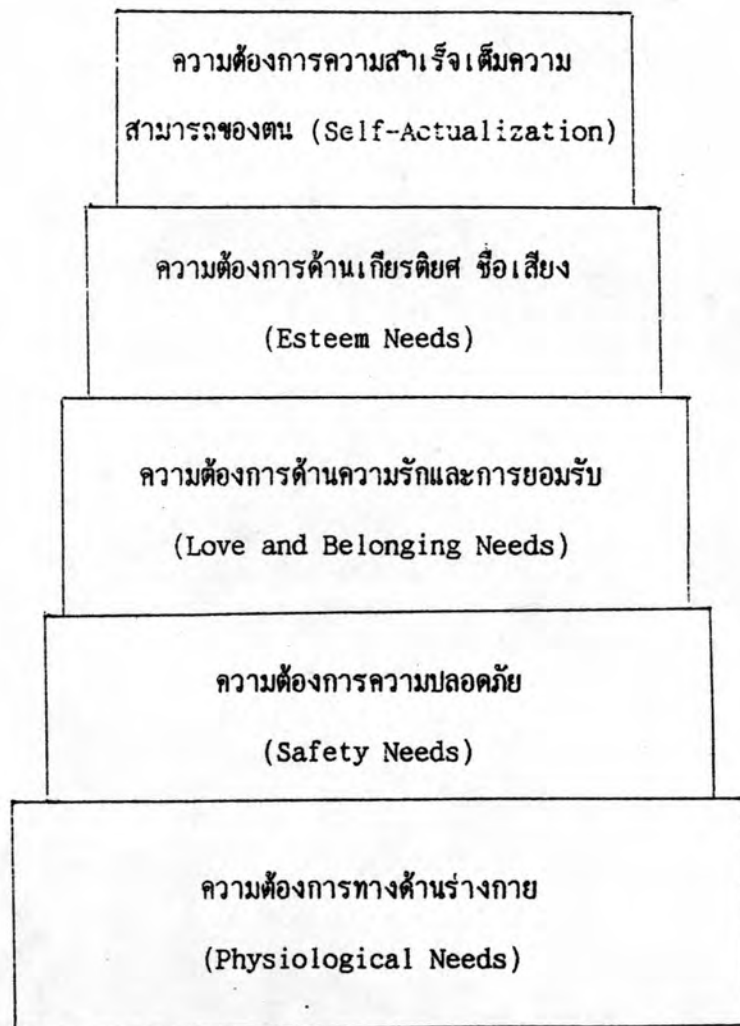 ความต้องการความสำเร็จเต็มความ
สามารถของตน (Self-Actualization)
ความต้องการด้านเกียรติยศ ชื่อเสียง
(Esteem Needs)
ความต้องการด้านความรักและการยอมรับ
(Love and Belonging Needs)
ความต้องการความปลอดภัย
(Safety Needs)
ความต้องการทางด้านร่างกาย
(Physiological Needs)